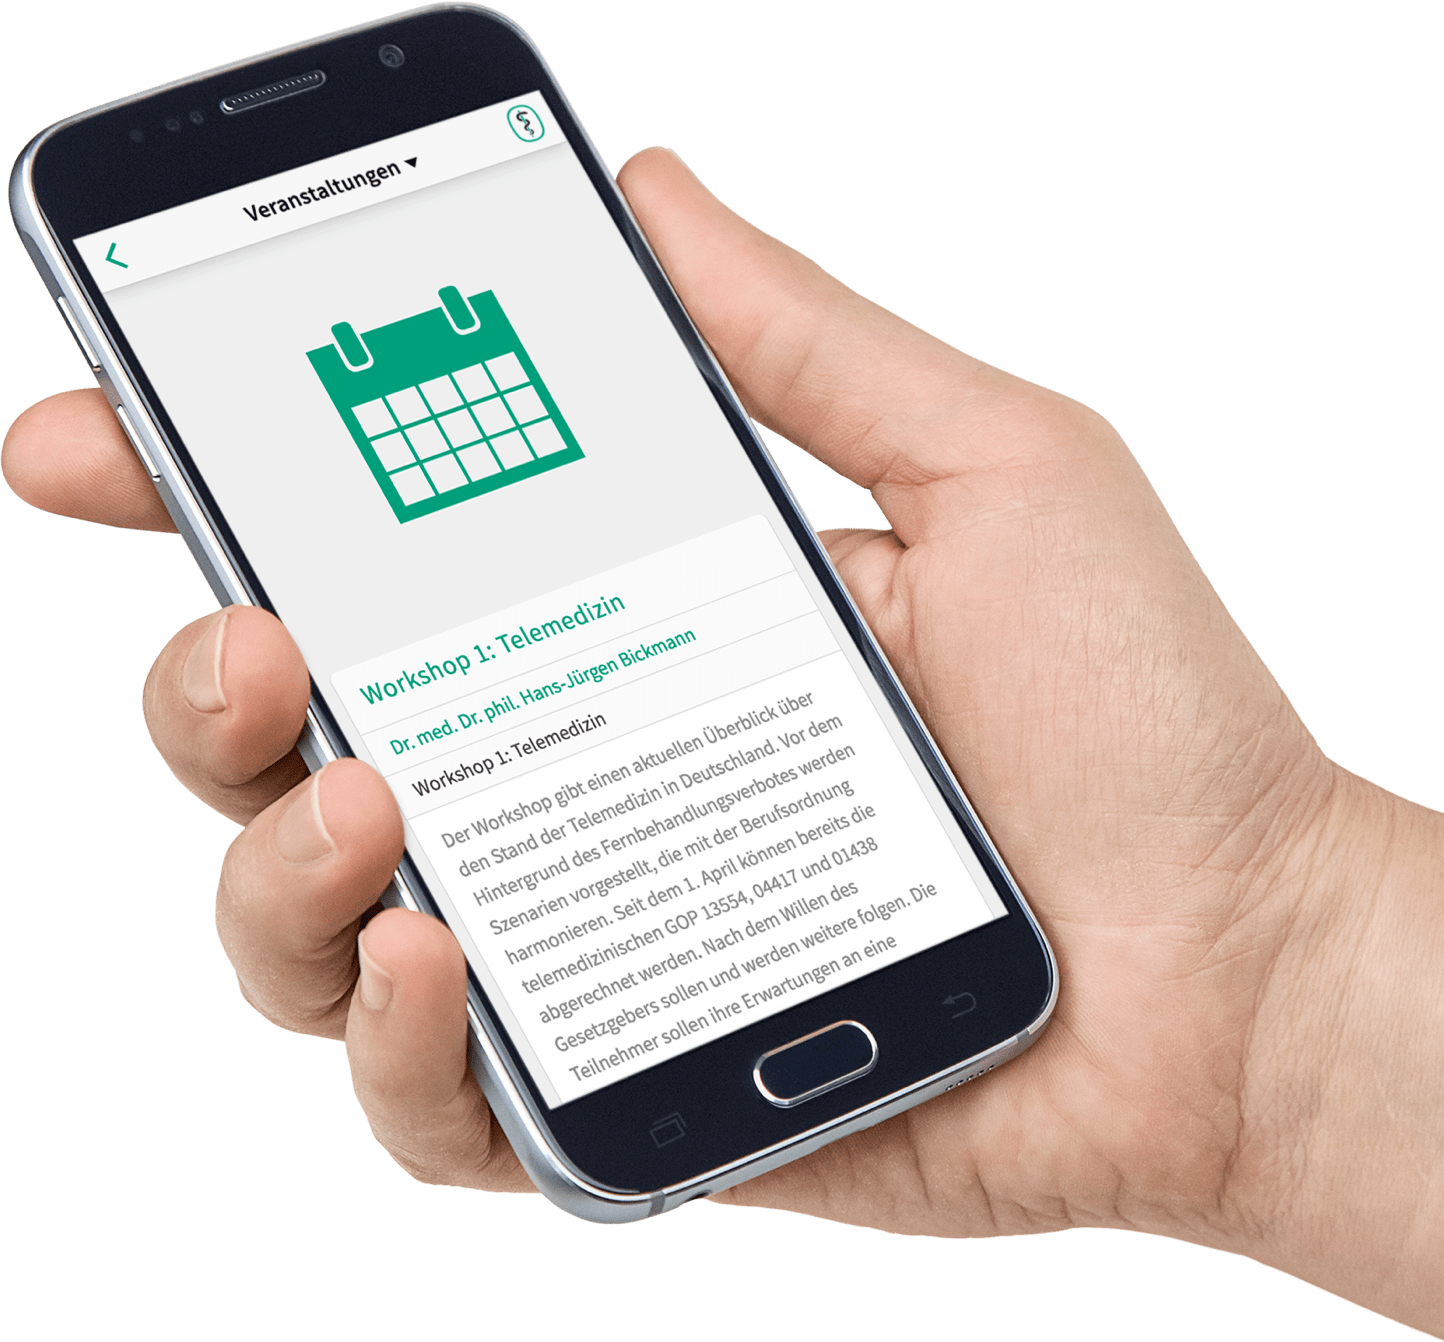 Veranstaltungen
Workshop 1: Telemedizin
Dr. med. Dr. phil. Hans-Jürgen Bickmann
Workshop 1: Telemedizin
Der Workshop gibt einen aktuellen Überblick über
den Stand der Telemedizin in Deutschland. Vor dem
Hintergrund des Fernbehandlungsverbotes werden
Szenarien vorgestellt, die mit der Berufsordnung
harmonieren. Seit dem 1. April können bereits die
telemedizinischen GOP 13554, 04417 und 01438
abgerechnet werden. Nach dem Willen des
Gesetzgebers sollen und werden weitere folgen. Die
Teilnehmer sollen ihre Erwartungen an eine